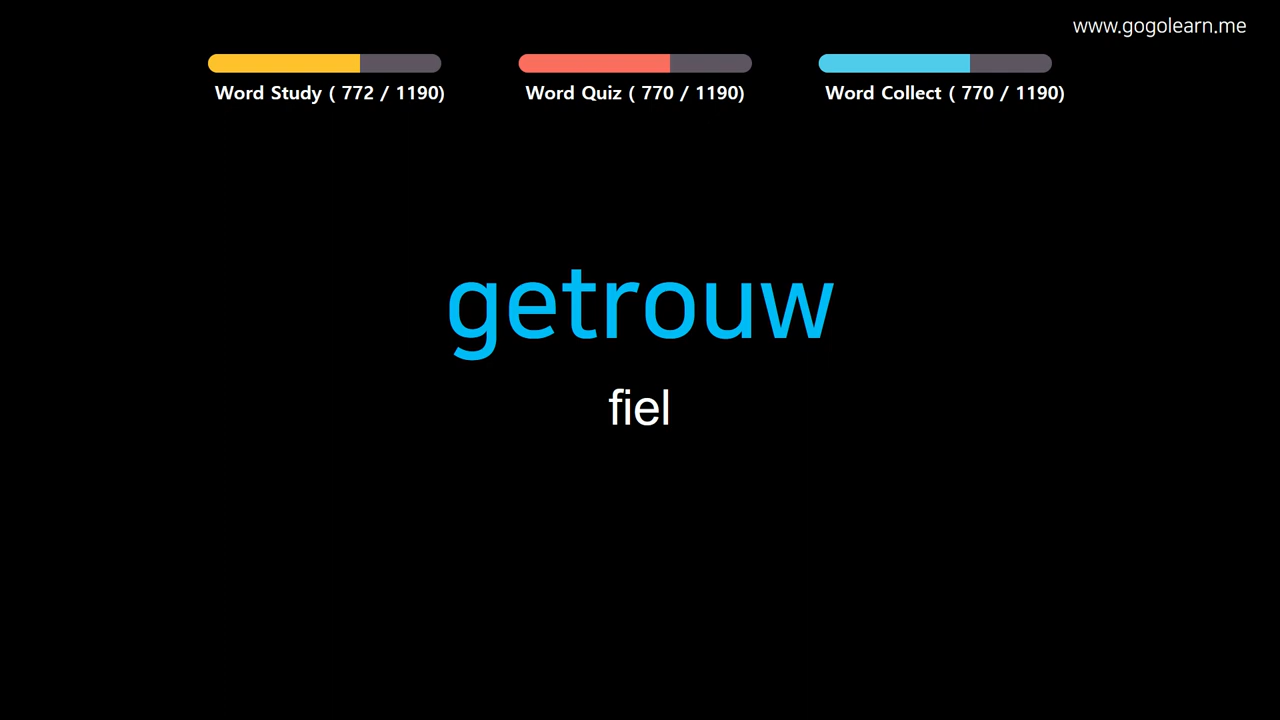 www.gogolearn.me
Word Study ( 772 / 1190)
Word Quiz ( 770 / 1190)
Word Collect ( 770 / 1190)
getrouw
fiel